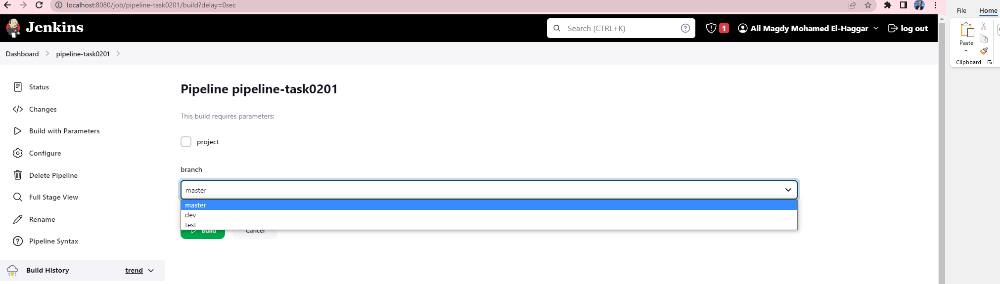 localhost:8080/job/pipeline-task0201/build?delay=0sec
File Home
Jenkins
Search (CTRL+K)
1
Ali Magdy Mohamed El-Haggar
log out
Paste
Clipboard
Dashboard
pipeline-task0201
Status
Changes
Build with Parameters
Configure
Delete Pipeline
Full Stage View
Rename
Pipeline Syntax
Build History
trend
Pipeline pipeline-task0201
This build requires parameters:
project
branch
master
master
dev
test
Build
Cancel